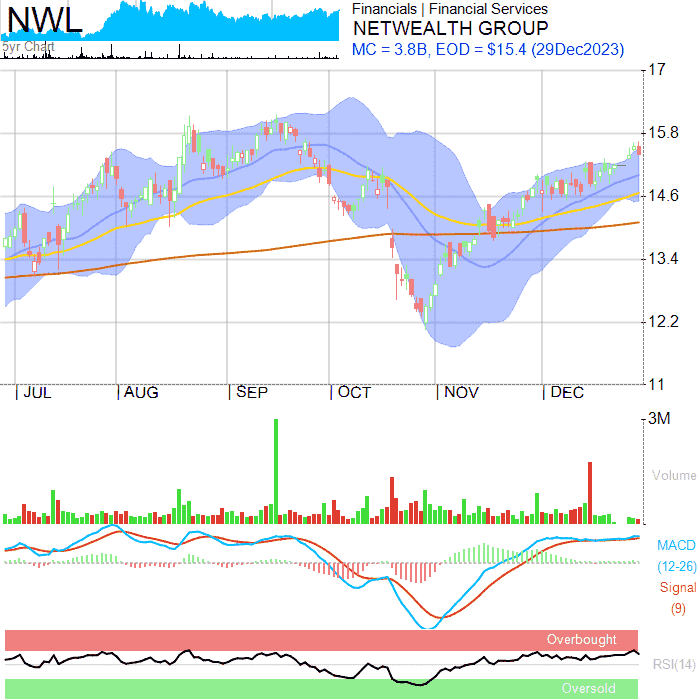 NWL
5yr Chart
Financials | Financial Services
NETWEALTH GROUP
MC = 3.8B, EOD = $15.4 (29Dec2023)
17
15.8
14.6
13.4
12.2
11
JUL AUG SEP OCT NOV DEC
3M
Volume
MACD
(12-26)
Signal
(9)
Overbought
RSI(14)
Oversold